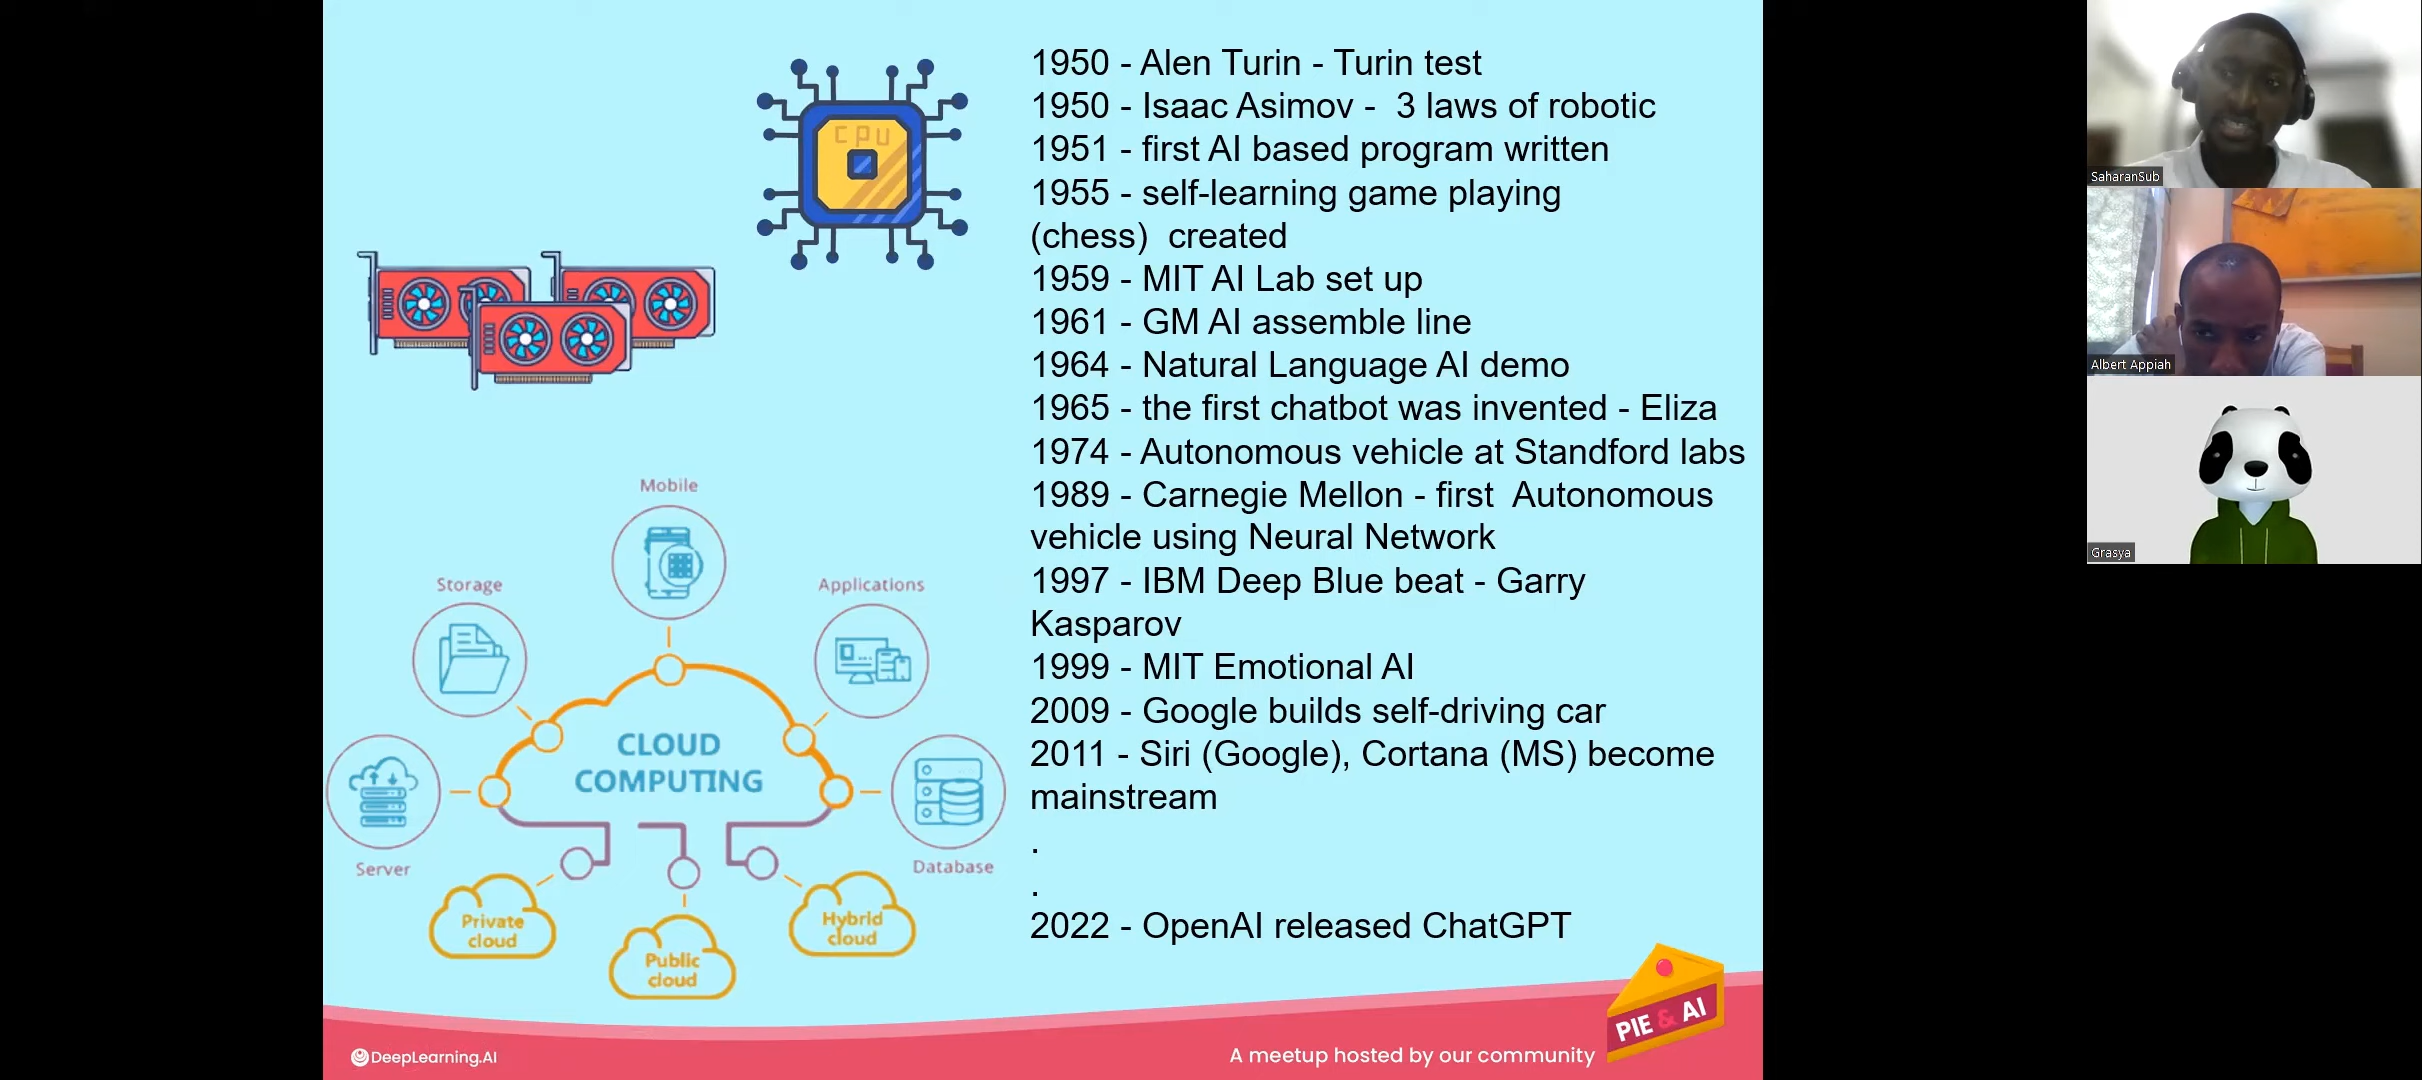 1950 - Alen Turin - Turin test
1950 - Isaac Asimov -  3 laws of robotic
1951 - first AI based program written
1955 - self-learning game playing
(chess)  created
1959 - MIT AI Lab set up
1961 - GM AI assemble line
1964 - Natural Language AI demo
1965 - the first chatbot was invented - Eliza
1974 - Autonomous vehicle at Standford labs
1989 - Carnegie Mellon - first  Autonomous
vehicle using Neural Network
1997 - IBM Deep Blue beat - Garry
Kasparov
1999 - MIT Emotional AI
2009 - Google builds self-driving car
2011 - Siri (Google), Cortana (MS) become
mainstream
.
.
2022 - OpenAI released ChatGPT
cpu
Mobile
Storage
Applications
CLOUD
COMPUTING
Server
Database
Private
cloud
Public
cloud
Hybrid
cloud
DeepLearning.AI
A meetup hosted by our community
PIE & AI
SaharanSub
Albert Appiah
Grasya